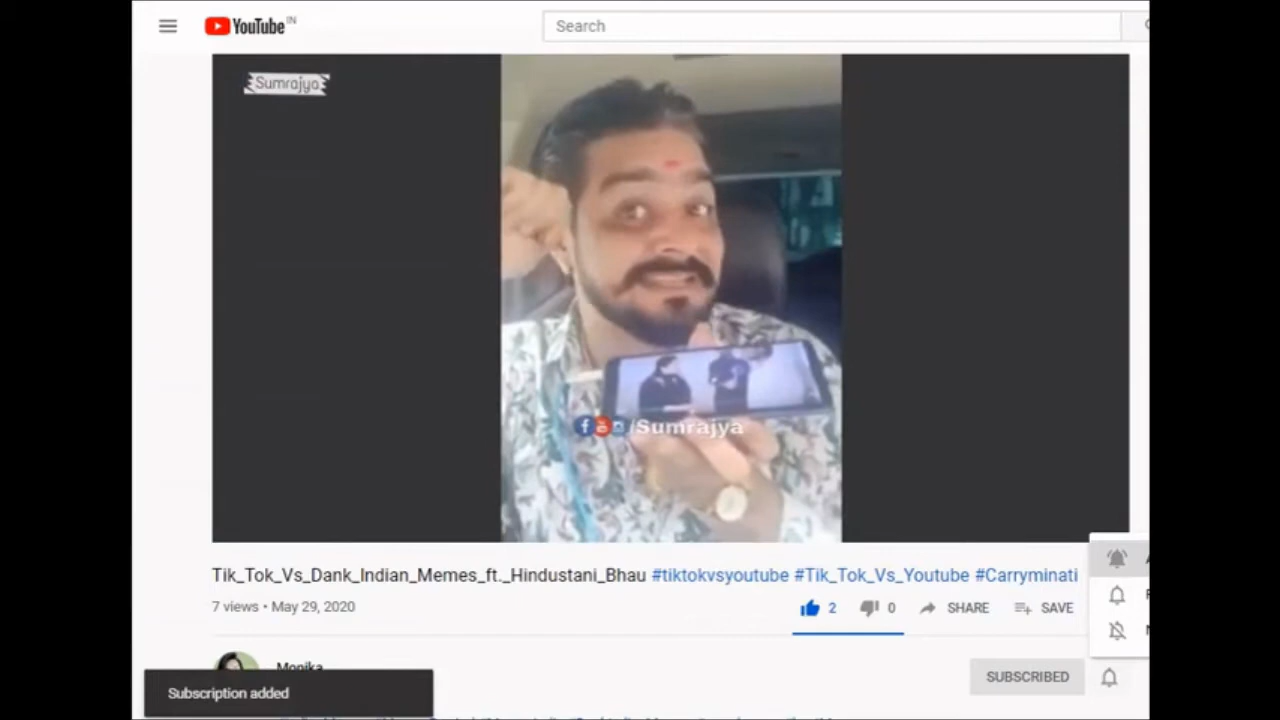 YouTube IN
Search
Sumrajya
/Sumrajya
Tik_Tok_Vs_Dank_Indian_Memes_ft._Hindustani_Bhau #tiktokvsyoutube #Tik_Tok_Vs_Youtube #Carryminati
7 views • May 29, 2020
2
0
SHARE
SAVE
Monika
SUBSCRIBED
Subscription added